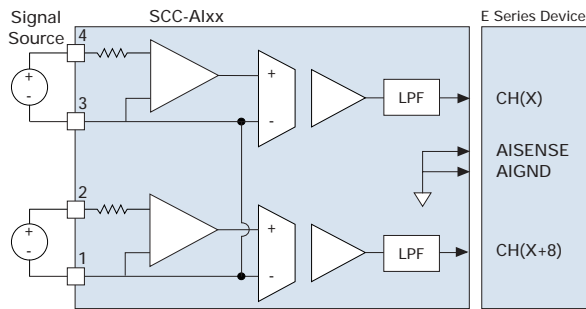 Signal
Source
SCC-AIxx
E Series Device
4
+
-
+
-
LPF
CH(X)
3
AISENSE
AIGND
2
+
-
+
-
LPF
CH(X+8)
1